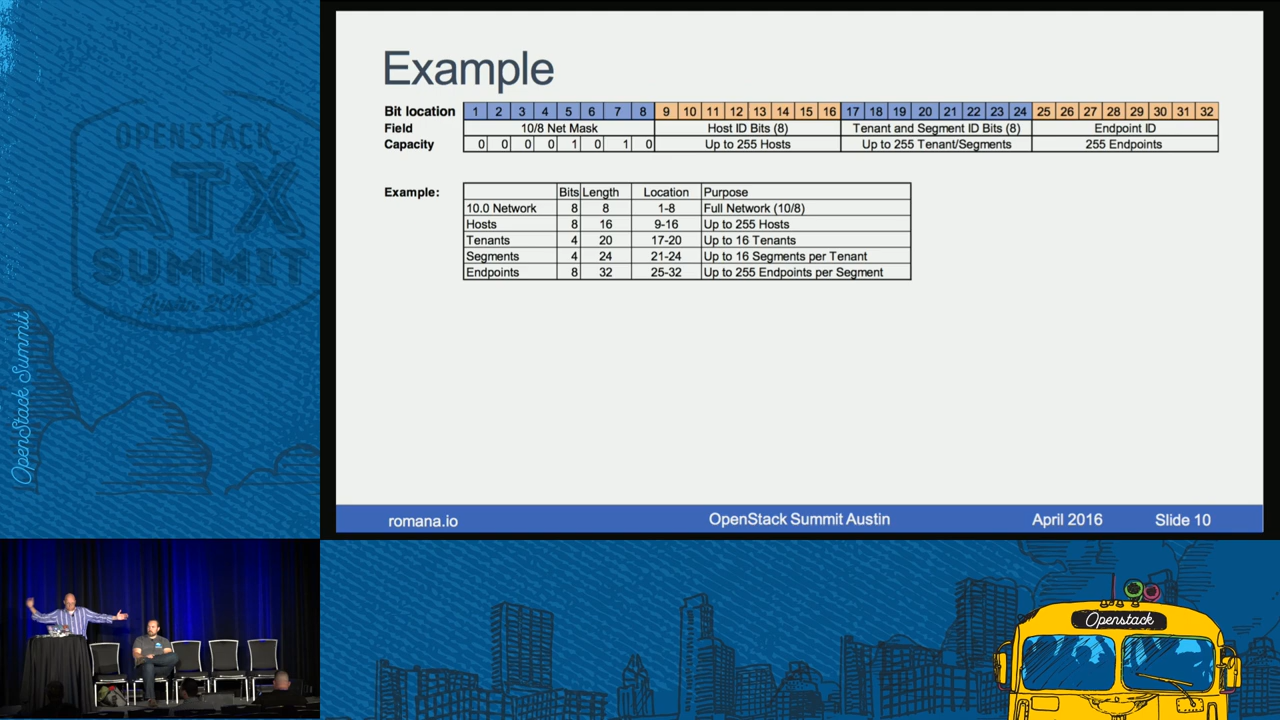 Example
Bit location 1 2 3 4 5 6 7 8 9 10 11 12 13 14 15 16 17 18 19 20 21 22 23 24 25 26 27 28 29 30 31 32
Field 10/8 Net Mask Host ID Bits (8) Tenant and Segment ID Bits (8) Endpoint ID
Capacity 0 0 0 0 1 0 1 0 Up to 255 Hosts Up to 255 Tenant/Segments 255 Endpoints
Example: Bits Length Location Purpose
10.0 Network 8 8 1-8 Full Network (10/8)
Hosts 8 16 9-16 Up to 255 Hosts
Tenants 4 20 17-20 Up to 16 Tenants
Segments 4 24 21-24 Up to 16 Segments per Tenant
Endpoints 8 32 25-32 Up to 255 Endpoints per Segment
romana.io OpenStack Summit Austin April 2016 Slide 10
OPENSTACK
ATX
SUMMIT
Austin 2016
OpenStack Summit
Openstack